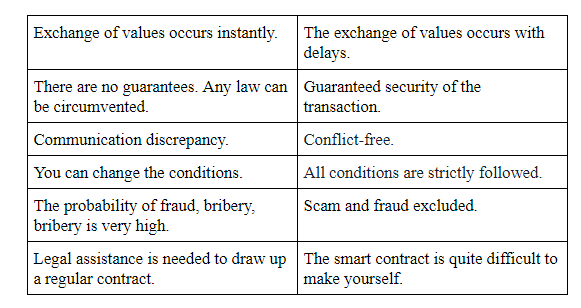 Exchange of values occurs instantly.
The exchange of values occurs with
delays.
There are no guarantees. Any law can
be circumvented.
Guaranteed security of the
transaction.
Communication discrepancy.
Conflict-free.
You can change the conditions.
All conditions are strictly followed.
The probability of fraud, bribery,
bribery is very high.
Scam and fraud excluded.
Legal assistance is needed to draw up
a regular contract.
The smart contract is quite difficult to
make yourself.